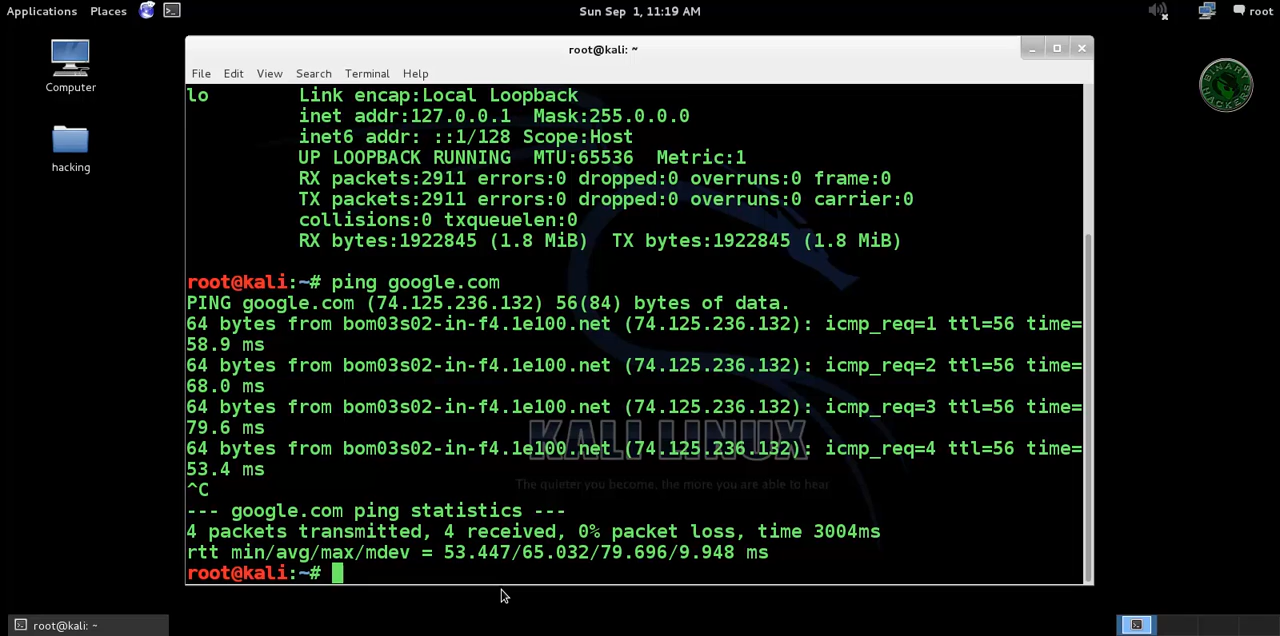 Applications Places Sun Sep 1, 11:19 AM root
root@kali: ~
File Edit View Search Terminal Help
Computer
hacking
BINARY HACKERS
lo Link encap:Local Loopback
inet addr:127.0.0.1 Mask:255.0.0.0
inet6 addr: ::1/128 Scope:Host
UP LOOPBACK RUNNING MTU:65536 Metric:1
RX packets:2911 errors:0 dropped:0 overruns:0 frame:0
TX packets:2911 errors:0 dropped:0 overruns:0 carrier:0
collisions:0 txqueuelen:0
RX bytes:1922845 (1.8 MiB) TX bytes:1922845 (1.8 MiB)
root@kali:~# ping google.com
PING google.com (74.125.236.132) 56(84) bytes of data.
64 bytes from bom03s02-in-f4.1e100.net (74.125.236.132): icmp_req=1 ttl=56 time=
58.9 ms
64 bytes from bom03s02-in-f4.1e100.net (74.125.236.132): icmp_req=2 ttl=56 time=
68.0 ms
64 bytes from bom03s02-in-f4.1e100.net (74.125.236.132): icmp_req=3 ttl=56 time=
79.6 ms
64 bytes from bom03s02-in-f4.1e100.net (74.125.236.132): icmp_req=4 ttl=56 time=
53.4 ms
^C
--- google.com ping statistics ---
4 packets transmitted, 4 received, 0% packet loss, time 3004ms
rtt min/avg/max/mdev = 53.447/65.032/79.696/9.948 ms
root@kali:~#
KALI LINUX
The quieter you become, the more you are able to hear
root@kali: ~